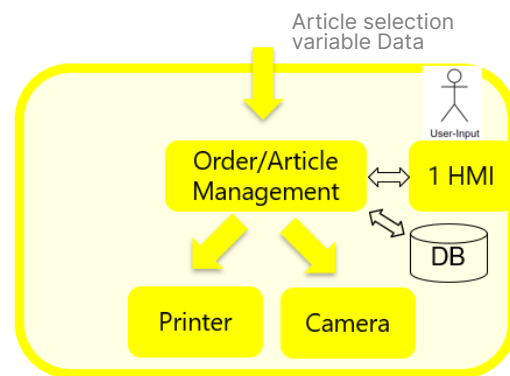 Article selection
variable Data
User-Input
Order/Article
Management
1 HMI
DB
Printer
Camera